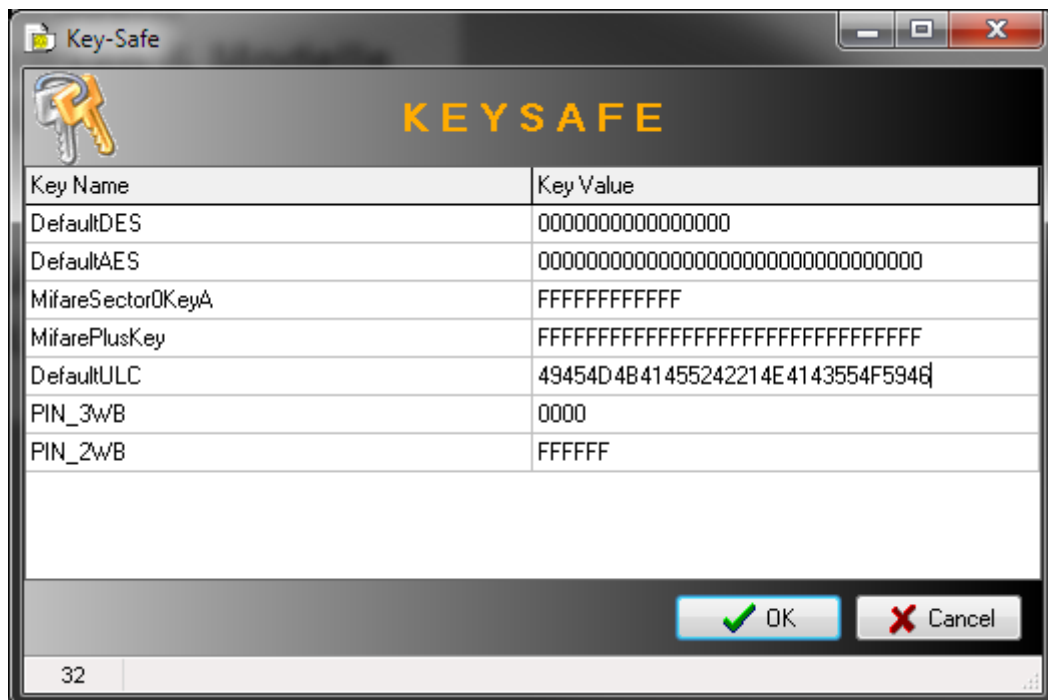 Key-Safe
KEYSAFE
Key Name Key Value
DefaultDES 0000000000000000
DefaultAES 00000000000000000000000000000000
MifareSector0KeyA FFFFFFFFFFFF
MifarePlusKey FFFFFFFFFFFFFFFFFFFFFFFFFFFFFFFF
DefaultULC 49454D4B41455242214E4143554F5946
PIN_3WB 0000
PIN_2WB FFFFFF
OK Cancel
32